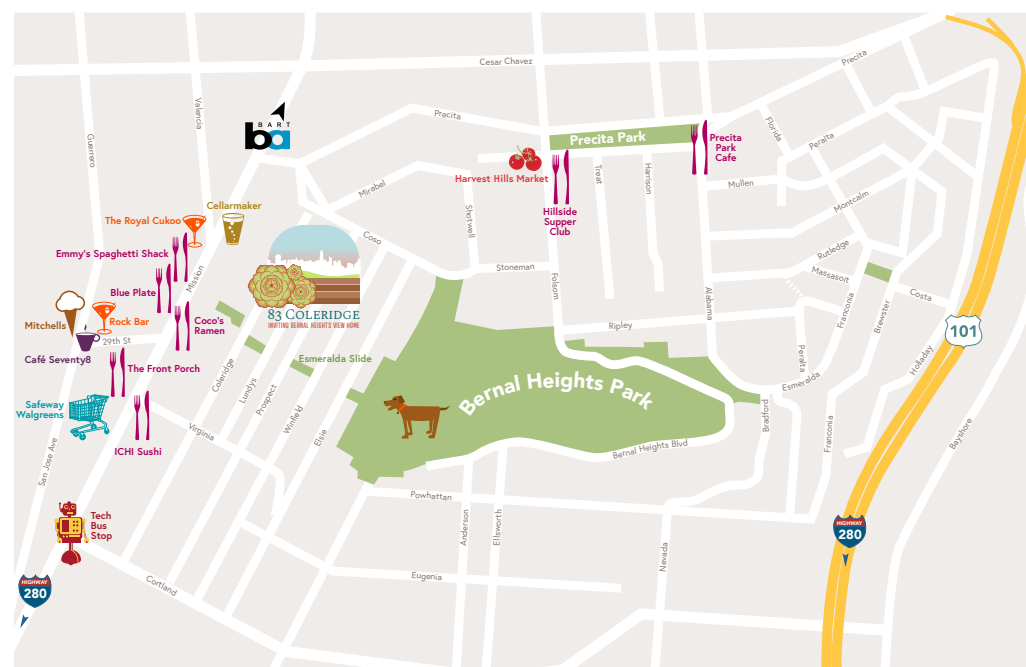 Cesar Chavez
Precita
Valencia
Guerrero
BART
ba
Precita
Precita Park
Precita
Park
Cafe
Florida
Peralta
Harvest Hills Market
Treat
Harrison
Mullen
Mirabel
Montcalm
Hillside
Supper
Club
Shotwell
Cellarmaker
The Royal Cukoo
Coso
Rutledge
Emmy's Spaghetti Shack
Stoneman
Massasoit
Mission
Folsom
Alabama
Blue Plate
Costa
Franconia
Brewster
83 COLERIDGE
INVITING BERNAL HEIGHTS VIEW HOME
Mitchells
Rock Bar
Coco's
Ramen
Ripley
101
29th St
Café Seventy8
Esmeralda Slide
Peralta
Holladay
The Front Porch
Coleridge
Lundys
Prospect
Esmeralda
Bernal Heights Park
Safeway
Walgreens
Winfield
Bradford
Virginia
Elsie
Franconia
Bayshore
ICHI Sushi
San Jose Ave
Bernal Heights Blvd
Powhattan
Tech
Bus
Stop
Anderson
Ellsworth
HIGHWAY
280
Nevada
Eugenia
Cortland
HIGHWAY
280